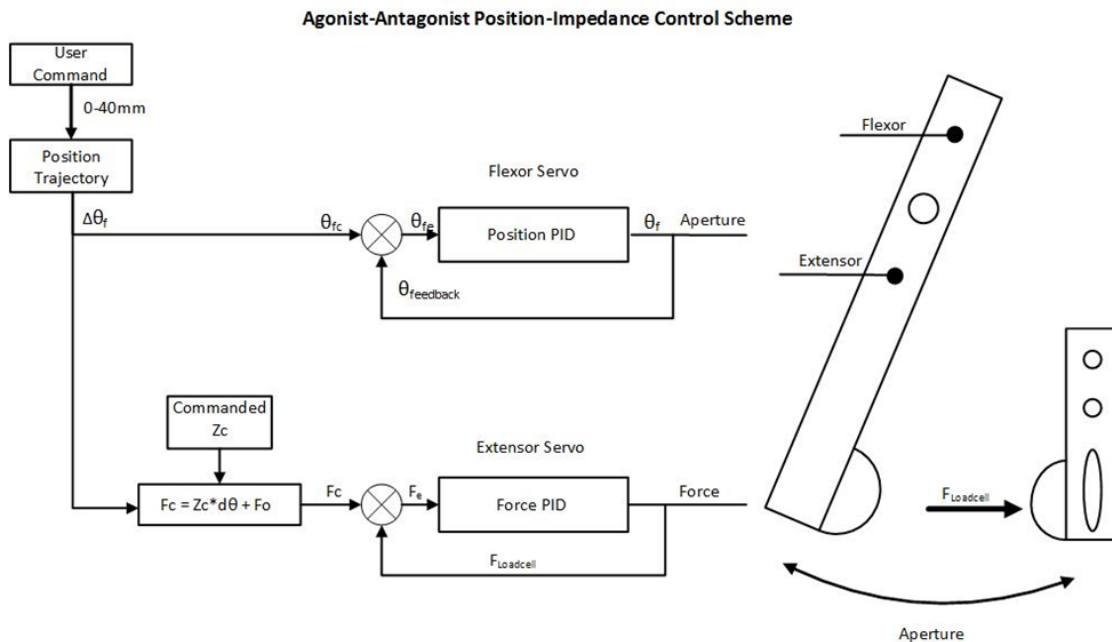 Agonist-Antagonist Position-Impedance Control Scheme
User
Command
0-40mm
Position
Trajectory
Δθf
θfc
θfe
Flexor Servo
Position PID
θf
Aperture
θfeedback
Commanded
Zc
Fc = Zc*dθ + Fo
Fc
Fe
Extensor Servo
Force PID
Force
FLoadcell
Flexor
Extensor
FLoadcell
Aperture